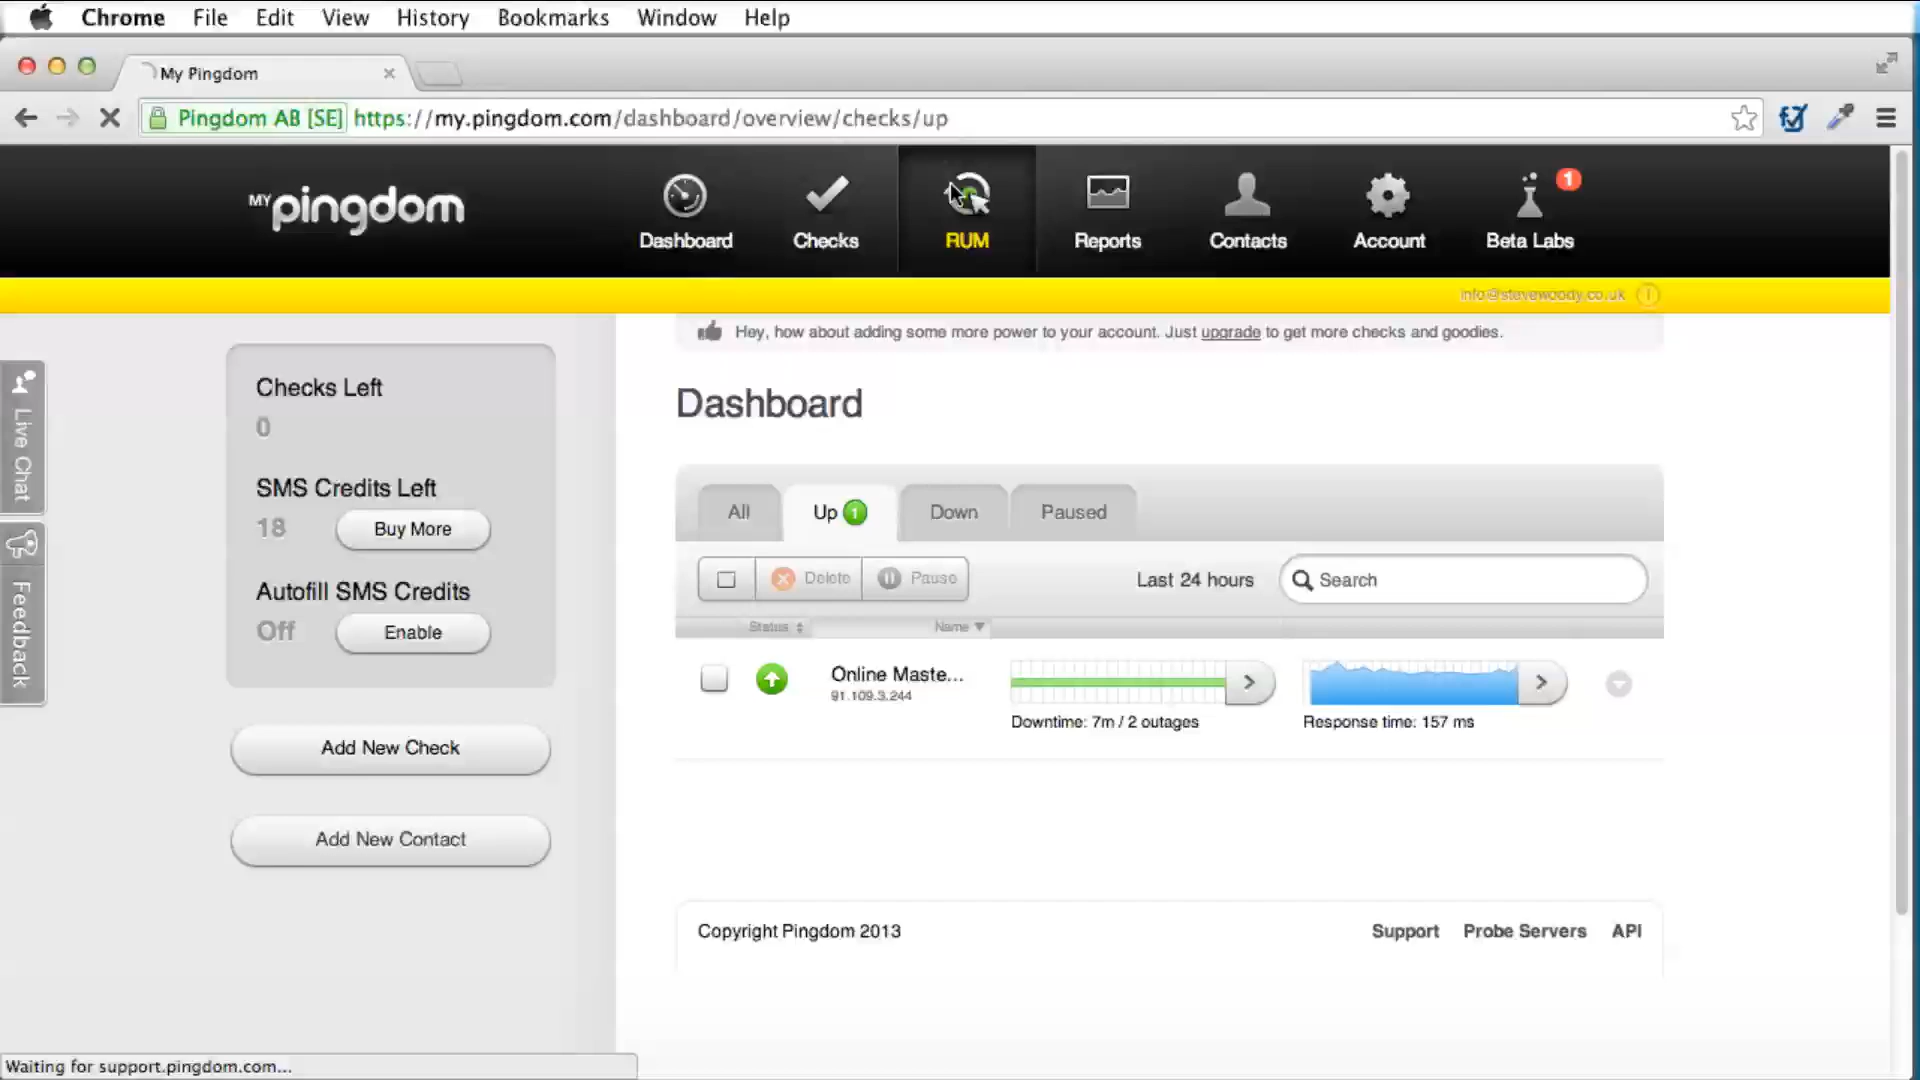 Chrome File Edit View History Bookmarks Window Help
My Pingdom
Pingdom AB [SE] https://my.pingdom.com/dashboard/overview/checks/up
MY pingdom
Dashboard Checks RUM Reports Contacts Account Beta Labs 1
info@stevewoody.co.uk
Hey, how about adding some more power to your account. Just upgrade to get more checks and goodies.
Live Chat
Feedback
Checks Left
0
SMS Credits Left
18 Buy More
Autofill SMS Credits
Off Enable
Add New Check
Add New Contact
Dashboard
All Up 1 Down Paused
Delete Pause Last 24 hours Search
Status Name
Online Maste...
91.109.3.244
Downtime: 7m / 2 outages Response time: 157 ms
Copyright Pingdom 2013 Support Probe Servers API
Waiting for support.pingdom.com...